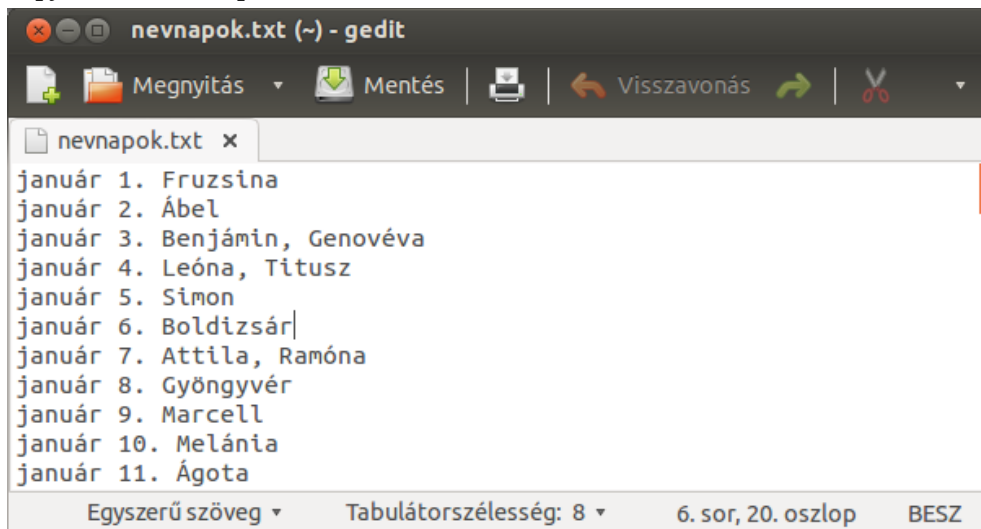 nevnapok.txt (~) - gedit
Megnyitás Mentés Visszavonás
nevnapok.txt
január 1. Fruzsina
január 2. Ábel
január 3. Benjámin, Genovéva
január 4. Leóna, Titusz
január 5. Simon
január 6. Boldizsár
január 7. Attila, Ramóna
január 8. Gyöngyvér
január 9. Marcell
január 10. Melánia
január 11. Ágota
Egyszerű szöveg Tabulátorszélesség: 8 6. sor, 20. oszlop BESZ